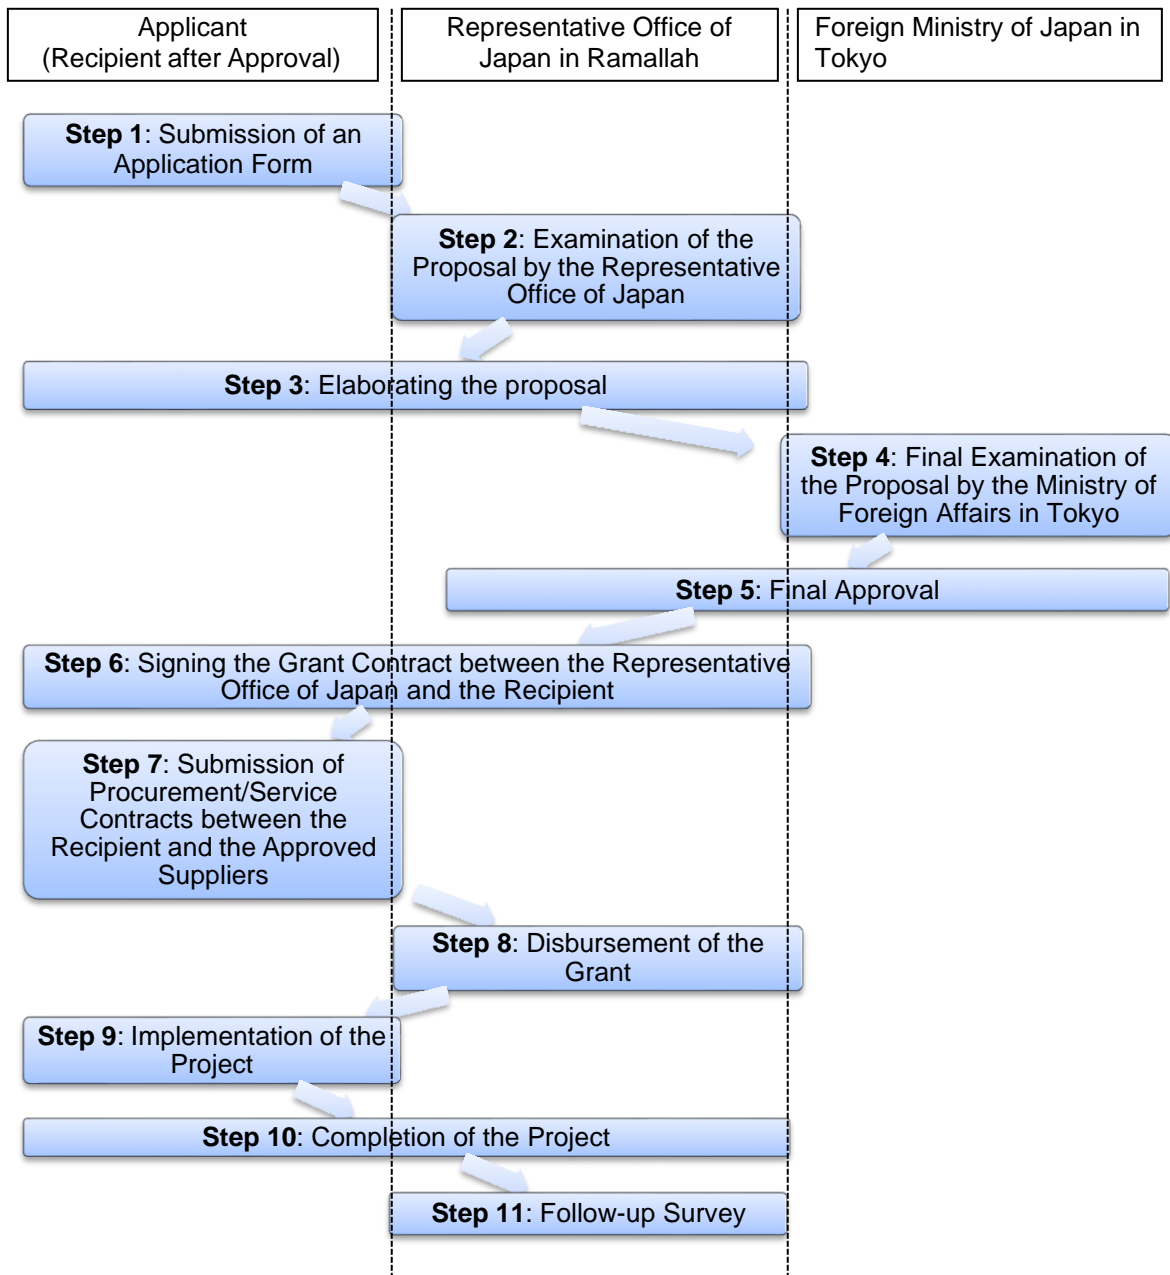 Applicant
(Recipient after Approval)
Representative Office of
Japan in Ramallah
Foreign Ministry of Japan in
Tokyo
Step 1: Submission of an
Application Form
Step 2: Examination of the
Proposal by the Representative
Office of Japan
Step 3: Elaborating the proposal
Step 4: Final Examination of
the Proposal by the Ministry of
Foreign Affairs in Tokyo
Step 5: Final Approval
Step 6: Signing the Grant Contract between the Representative
Office of Japan and the Recipient
Step 7: Submission of
Procurement/Service
Contracts between the
Recipient and the Approved
Suppliers
Step 8: Disbursement of the
Grant
Step 9: Implementation of the
Project
Step 10: Completion of the Project
Step 11: Follow-up Survey